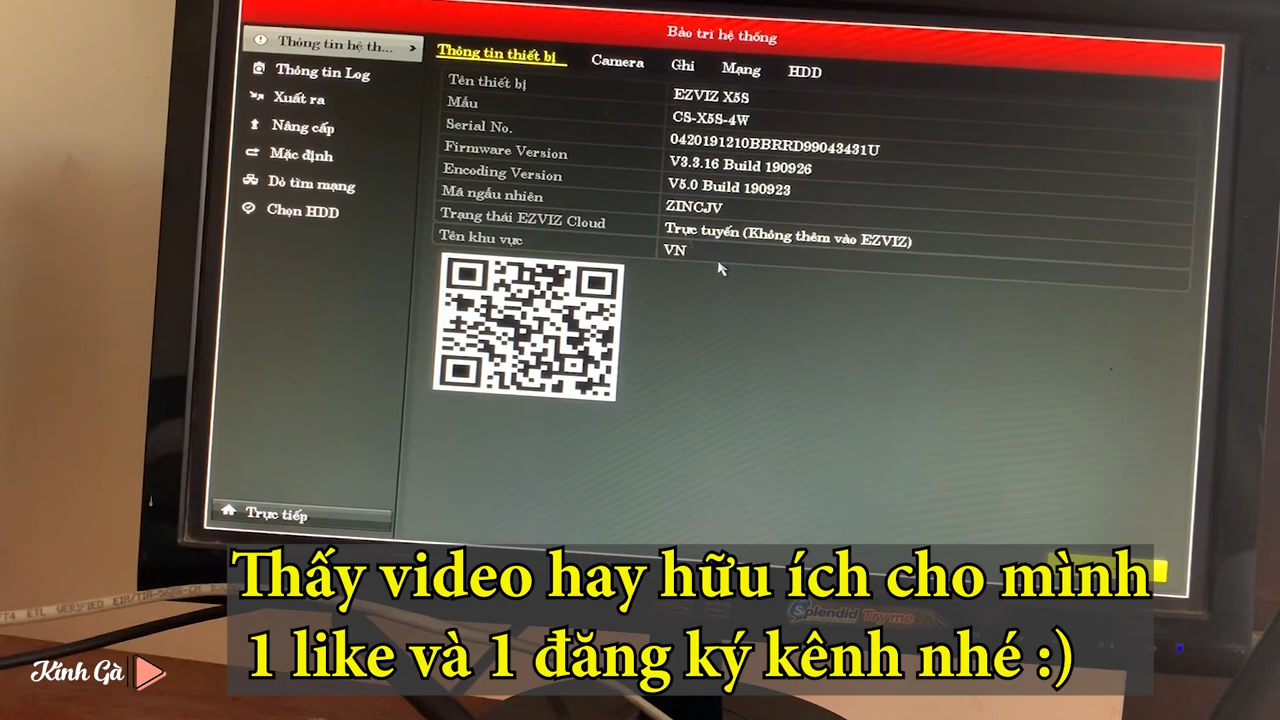 Bảo trì hệ thống
Thông tin hệ th...
Thông tin Log
Xuất ra
Nâng cấp
Mặc định
Dò tìm mạng
Chọn HDD
Trực tiếp
Thông tin thiết bị Camera Ghi Mạng HDD
Tên thiết bị EZVIZ X5S
Mẫu CS-X5S-4W
Serial No. 0420191210BBRRD99043431U
Firmware Version V3.3.16 Build 190926
Encoding Version V5.0 Build 190923
Mã ngẫu nhiên ZINCJV
Trạng thái EZVIZ Cloud Trực tuyến (Không thêm vào EZVIZ)
Tên khu vực VN
Thấy video hay hữu ích cho mình
1 like và 1 đăng ký kênh nhé :)
Splendid Try me
Kính Gà